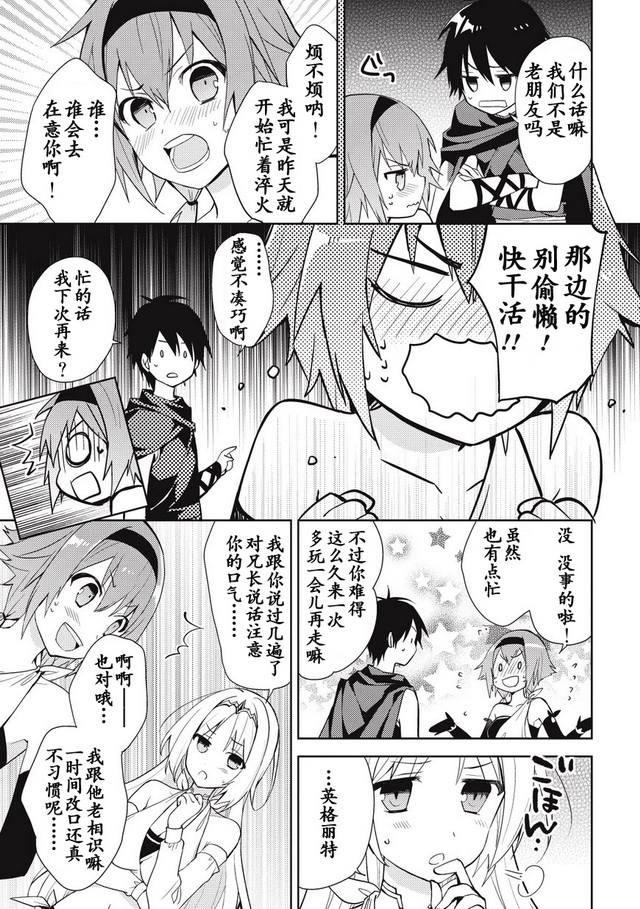 什么话嘛
我们不是
老朋友吗
烦不烦呐！
我可是昨天就
开始忙着淬火
谁…
谁会去
在意你啊！
那边的
别偷懒！
快干活!!
……
感觉不凑巧啊
忙的话
我下次再来？
没 没事的啦！
虽然
也有点忙
不过你难得
这么久来一次
多玩一会儿再走嘛
ごほん…
…英格丽特
我跟你说过几遍了
对兄长说话注意
你的口气……
啊啊——
也对哦…
我跟他老相识嘛
一时间改口还真
不习惯呢……